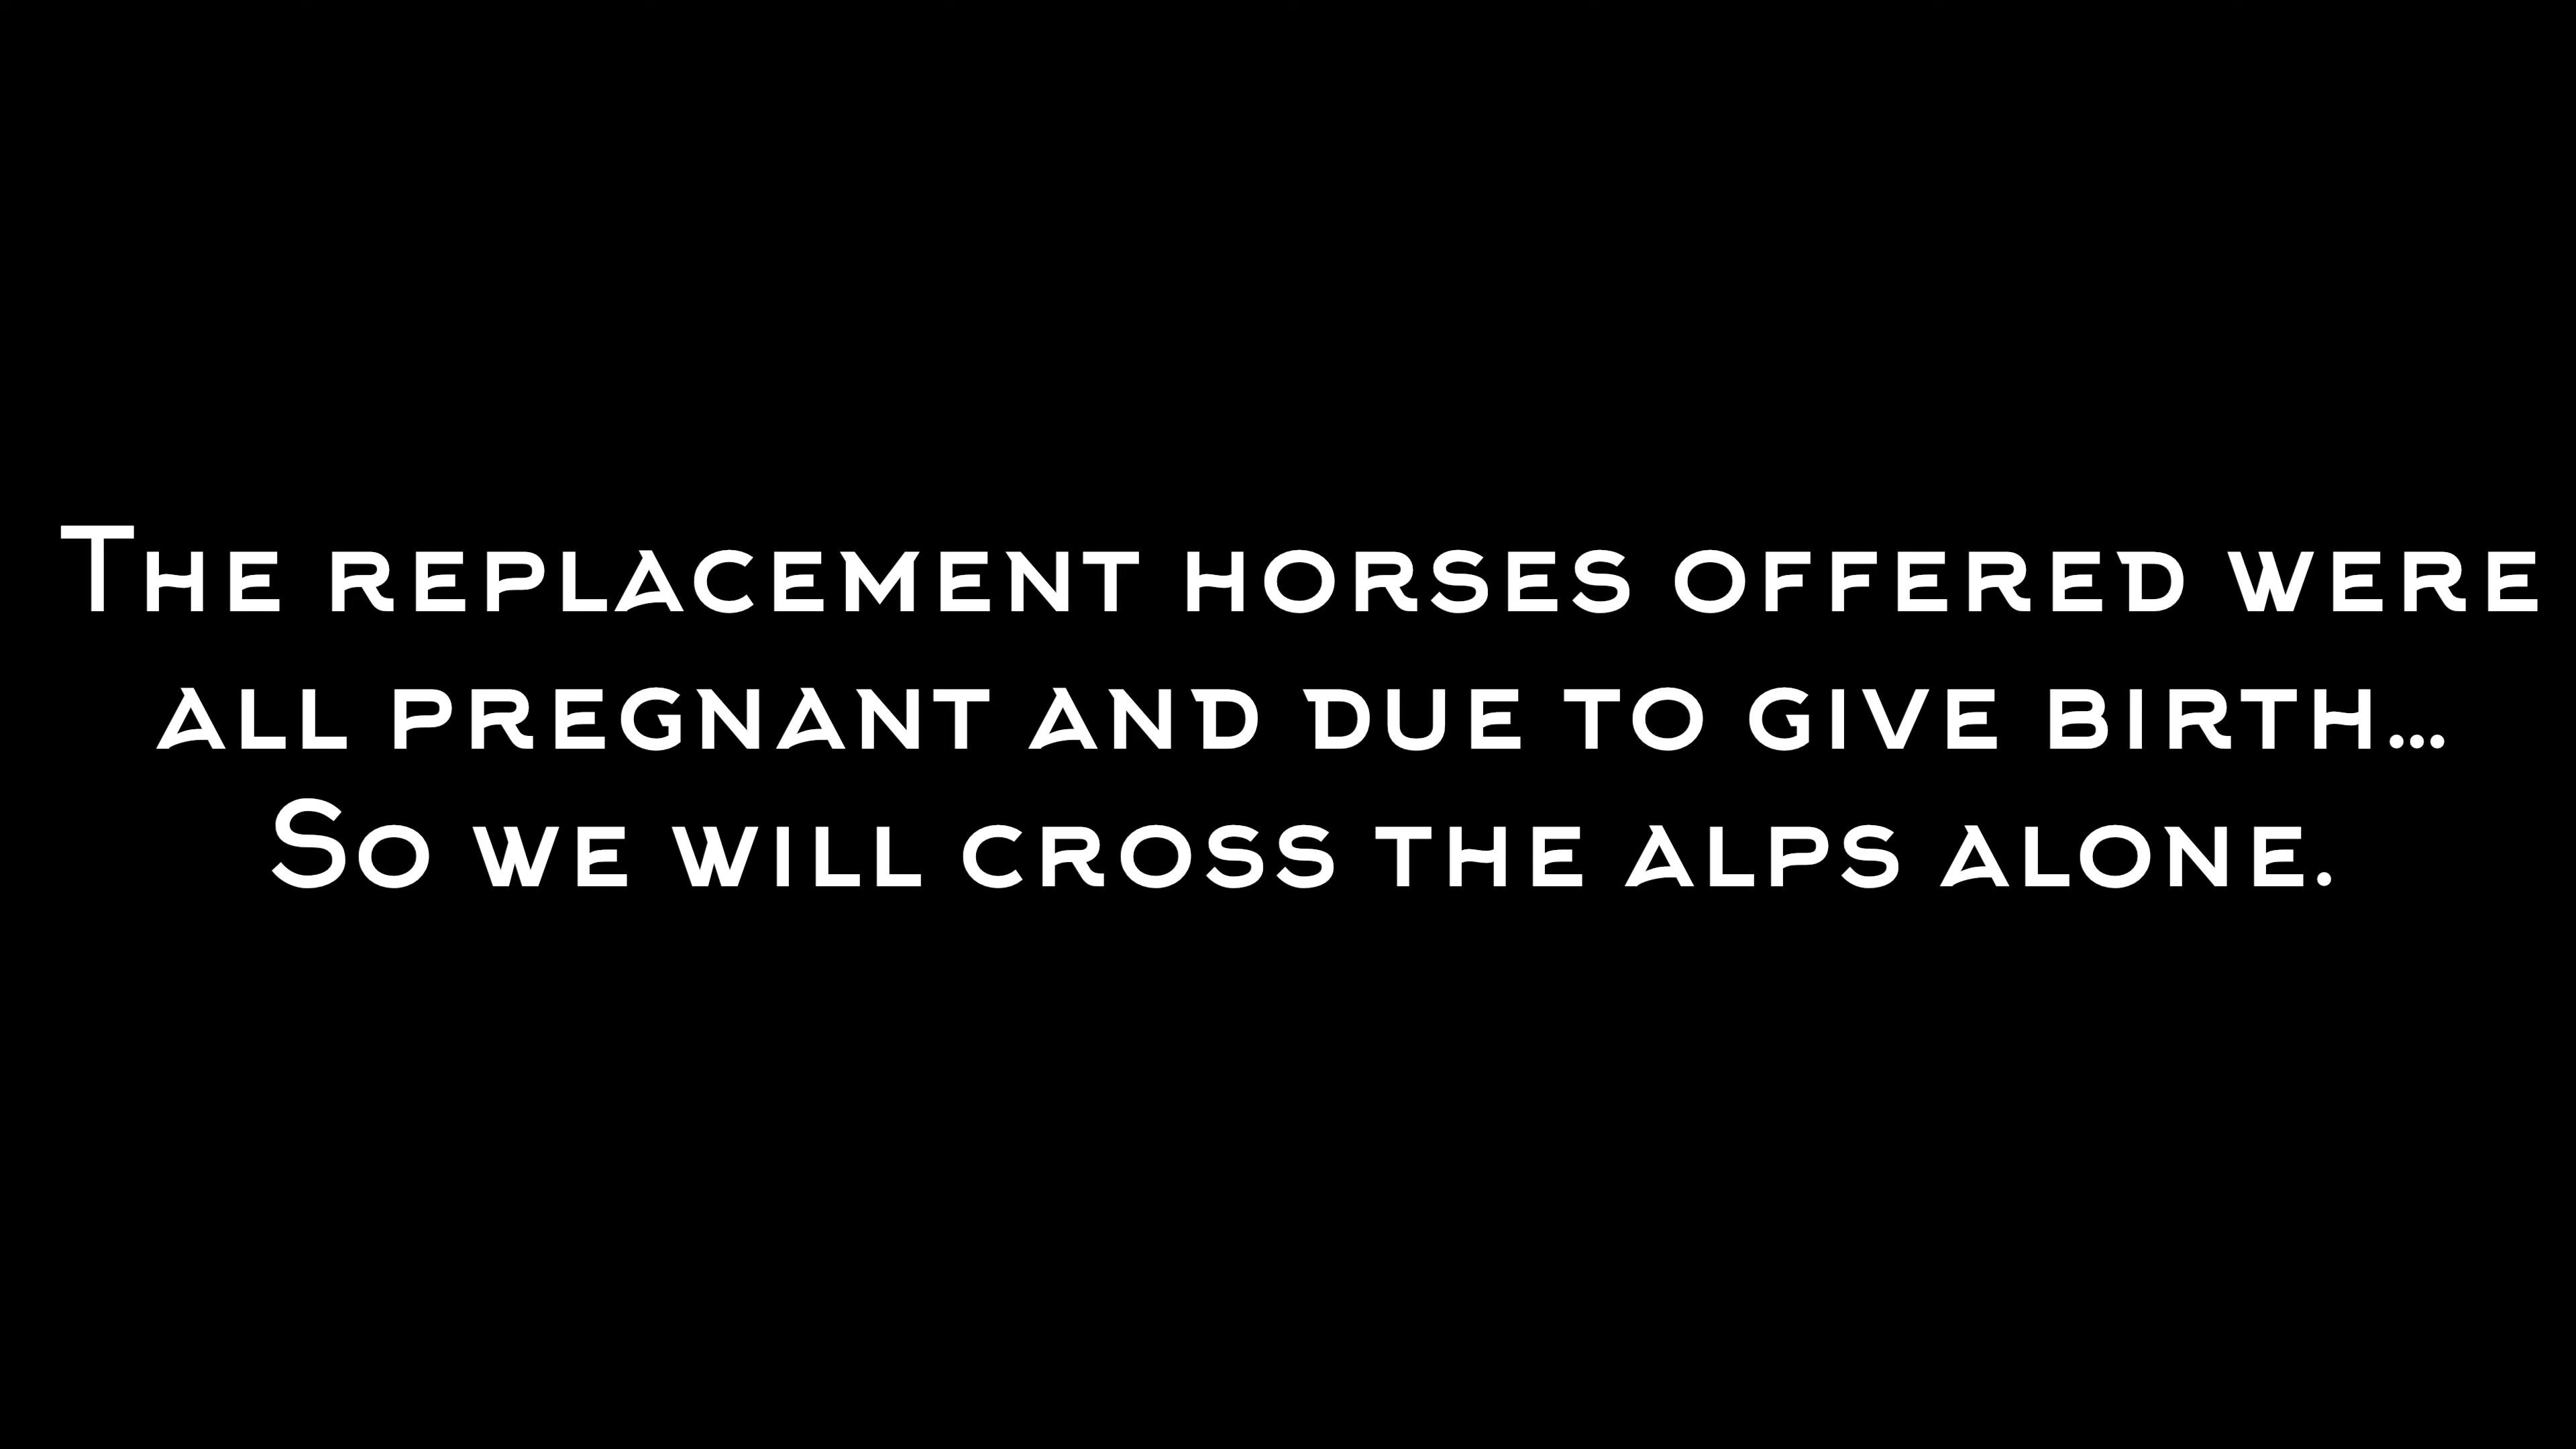 The replacement horses offered were
all pregnant and due to give birth...
So we will cross the alps alone.